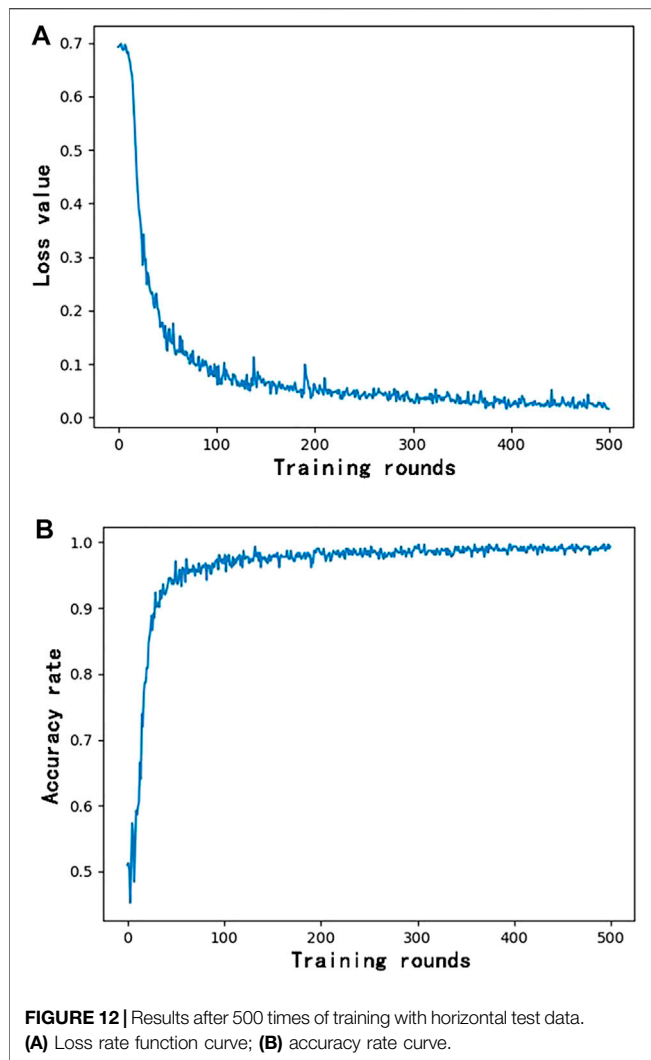 A
0.7
0.6
0.5
0.4
0.3
0.2
0.1
0.0
Loss value
0 100 200 300 400 500
Training rounds
B
1.0
0.9
0.8
0.7
0.6
0.5
Accuracy rate
0 100 200 300 400 500
Training rounds
FIGURE 12 | Results after 500 times of training with horizontal test data.
(A) Loss rate function curve; (B) accuracy rate curve.